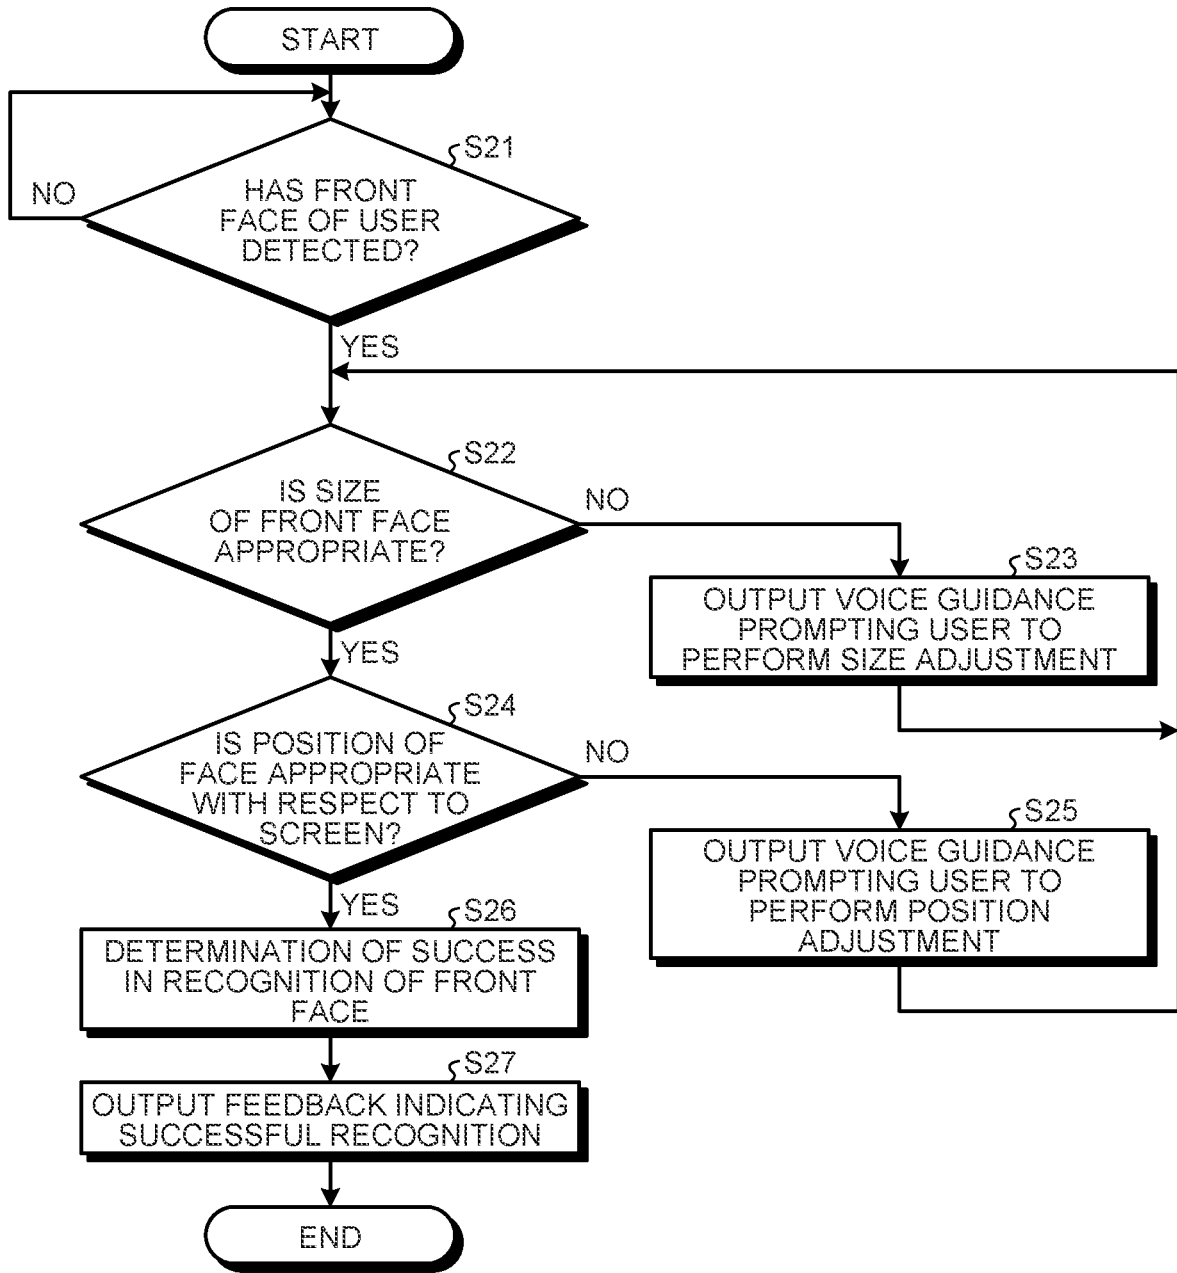 START
S21
HAS FRONT
FACE OF USER
DETECTED?
NO
YES
S22
IS SIZE
OF FRONT FACE
APPROPRIATE?
NO
S23
OUTPUT VOICE GUIDANCE
PROMPTING USER TO
PERFORM SIZE ADJUSTMENT
YES
S24
IS POSITION OF
FACE APPROPRIATE
WITH RESPECT TO
SCREEN?
NO
S25
OUTPUT VOICE GUIDANCE
PROMPTING USER TO
PERFORM POSITION
ADJUSTMENT
YES
S26
DETERMINATION OF SUCCESS
IN RECOGNITION OF FRONT
FACE
S27
OUTPUT FEEDBACK INDICATING
SUCCESSFUL RECOGNITION
END